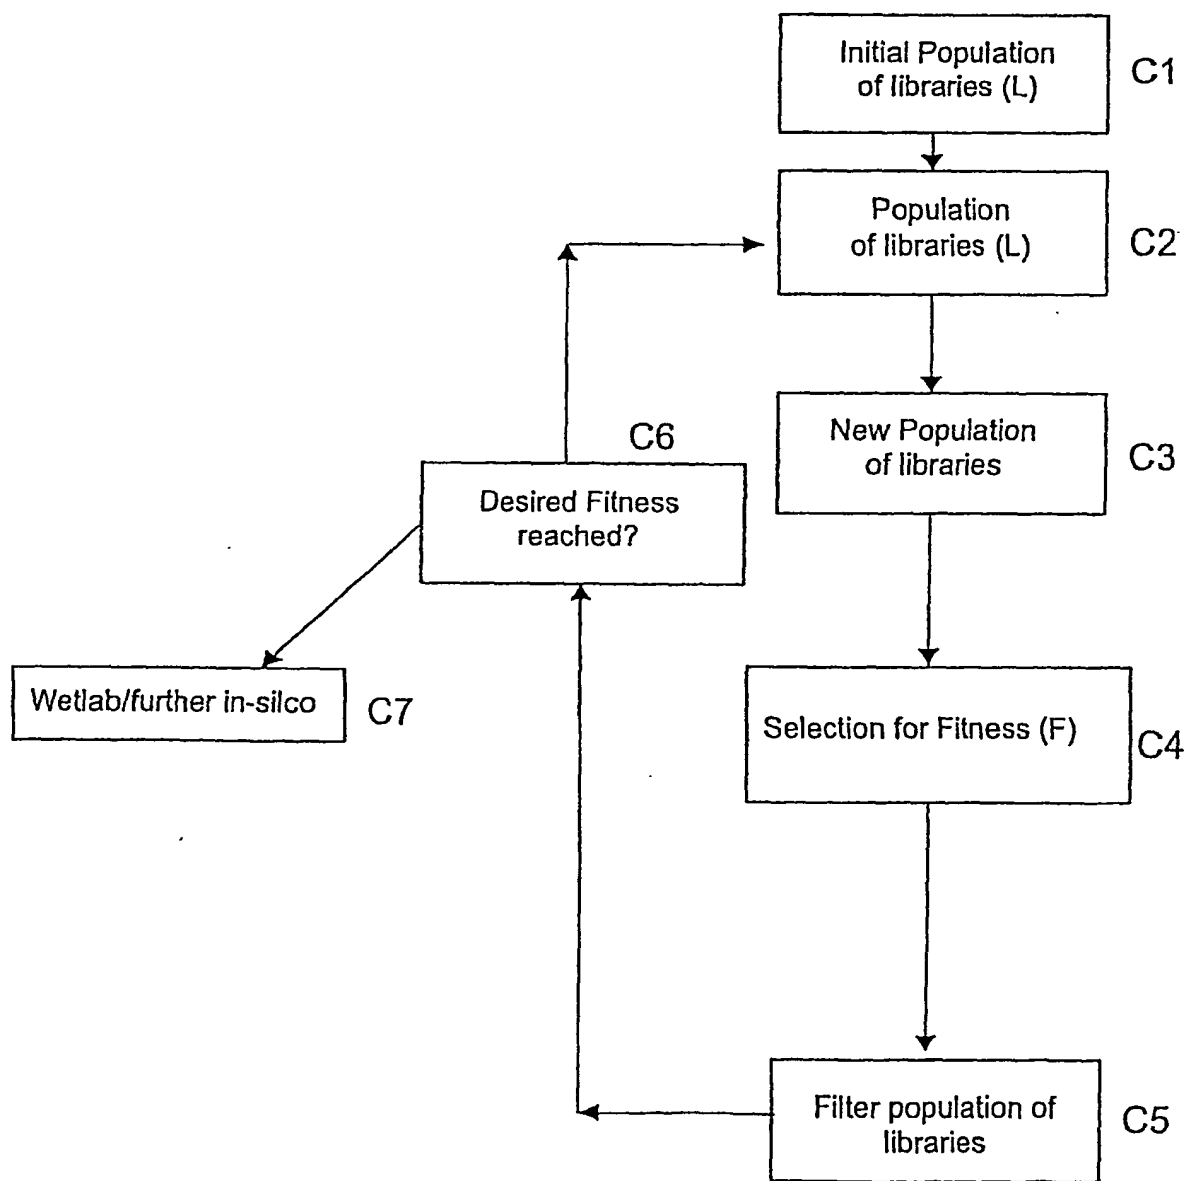 Initial Population
of libraries (L)
C1
Population
of libraries (L)
C2
New Population
of libraries
C3
C6
Desired Fitness
reached?
Wetlab/further in-silco
C7
Selection for Fitness (F)
C4
Filter population of
libraries
C5